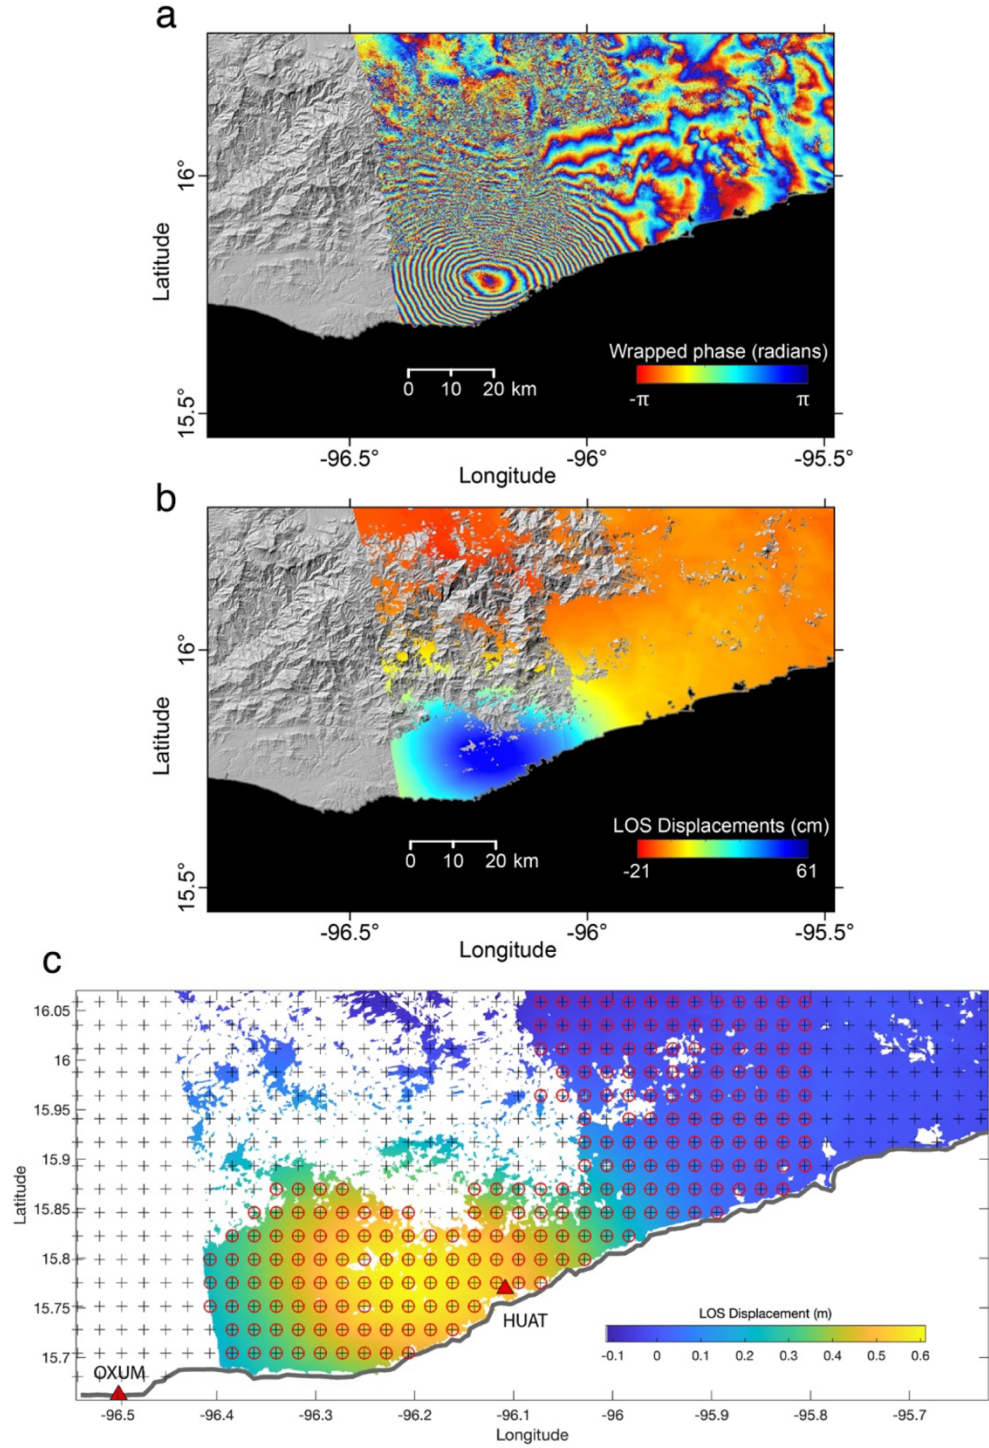 a
16°
Latitude
Wrapped phase (radians)
-π π
0 10 20 km
15.5°
-96.5° -96° -95.5°
Longitude
b
16°
Latitude
LOS Displacements (cm)
-21 61
0 10 20 km
15.5°
-96.5° -96° -95.5°
Longitude
c
16.05
16
15.95
15.9
15.85
15.8
15.75
15.7
Latitude
HUAT
OXUM
LOS Displacement (m)
-0.1 0 0.1 0.2 0.3 0.4 0.5 0.6
-96.5 -96.4 -96.3 -96.2 -96.1 -96 -95.9 -95.8 -95.7
Longitude